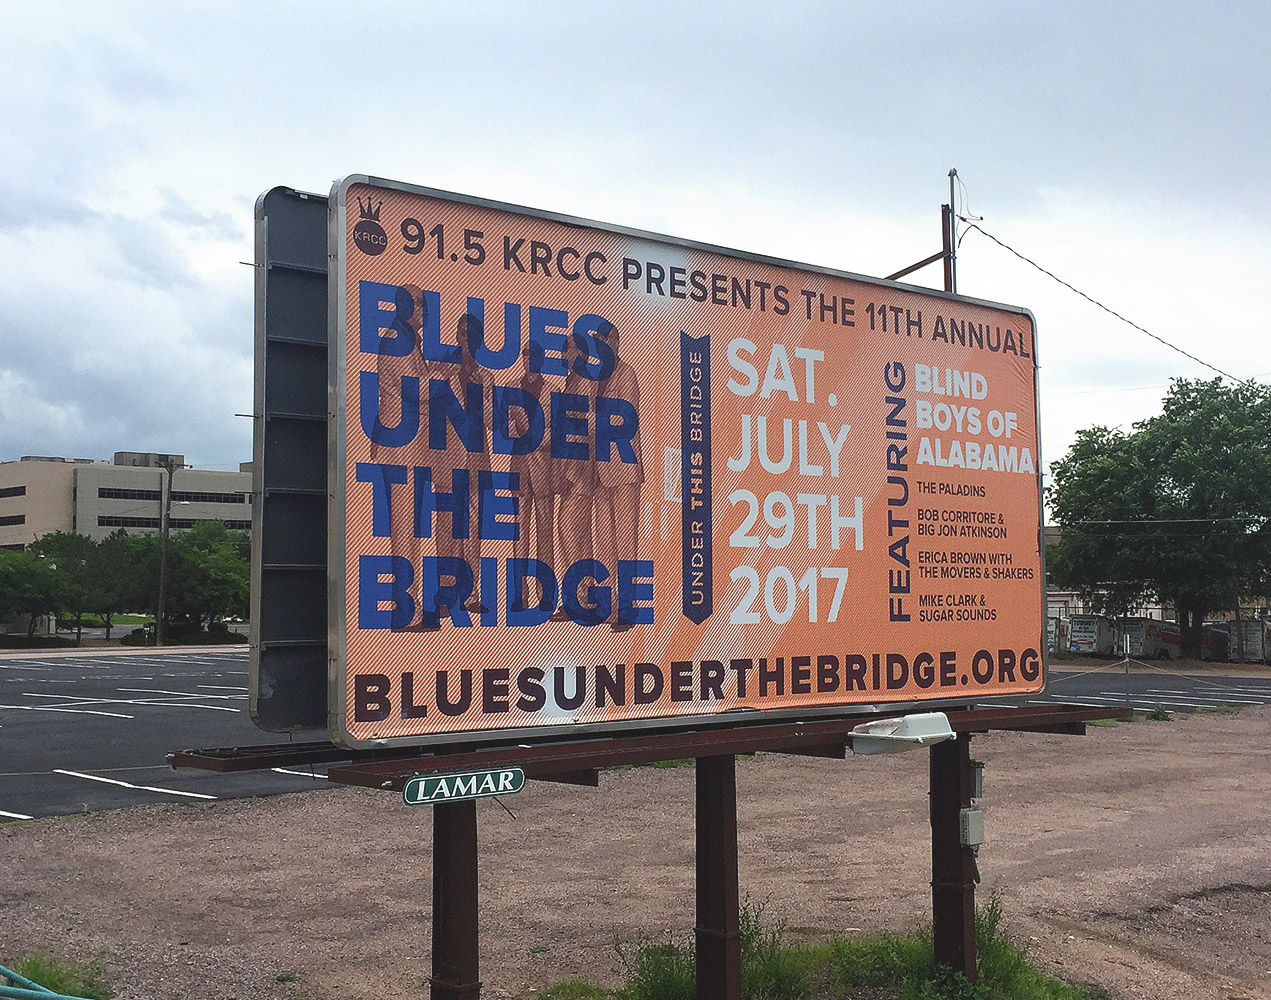 KRCC
91.5 KRCC PRESENTS THE 11TH ANNUAL
BLUES
UNDER
THE
BRIDGE
UNDER THIS BRIDGE
SAT.
JULY
29TH
2017
FEATURING
BLIND
BOYS OF
ALABAMA
THE PALADINS
BOB CORRITORE &
BIG JON ATKINSON
ERICA BROWN WITH
THE MOVERS & SHAKERS
MIKE CLARK &
SUGAR SOUNDS
BLUESUNDERTHEBRIDGE.ORG
LAMAR